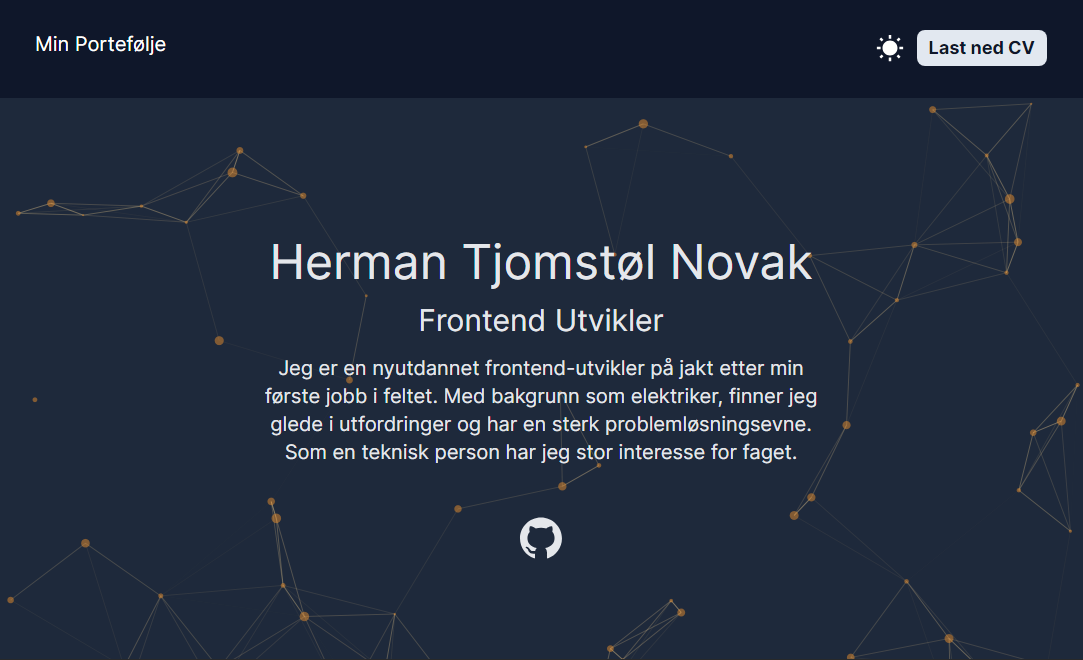 Min Portefølje
Last ned CV
Herman Tjomstøl Novak
Frontend Utvikler
Jeg er en nyutdannet frontend-utvikler på jakt etter min
første jobb i feltet. Med bakgrunn som elektriker, finner jeg
glede i utfordringer og har en sterk problemløsningsevne.
Som en teknisk person har jeg stor interesse for faget.